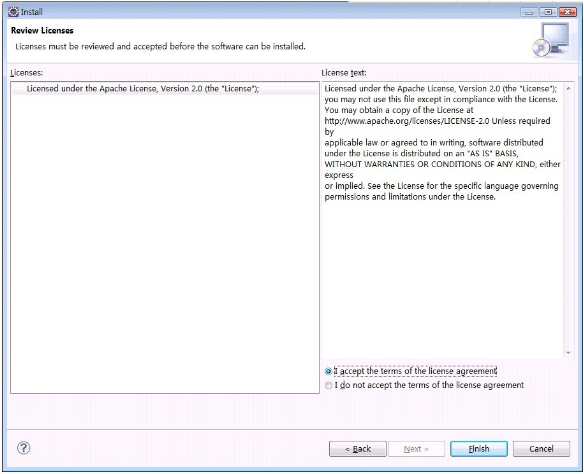 Install
Review Licenses
Licenses must be reviewed and accepted before the software can be installed.
Licenses:
Licensed under the Apache License, Version 2.0 (the "License");
License text:
Licensed under the Apache License, Version 2.0 (the "License");
you may not use this file except in compliance with the License.
You may obtain a copy of the License at
http://www.apache.org/licenses/LICENSE-2.0 Unless required
by
applicable law or agreed to in writing, software distributed
under the License is distributed on an "AS IS" BASIS,
WITHOUT WARRANTIES OR CONDITIONS OF ANY KIND, either
express
or implied. See the License for the specific language governing
permissions and limitations under the License.
I accept the terms of the license agreement
I do not accept the terms of the license agreement
?
< Back
Next >
Finish
Cancel